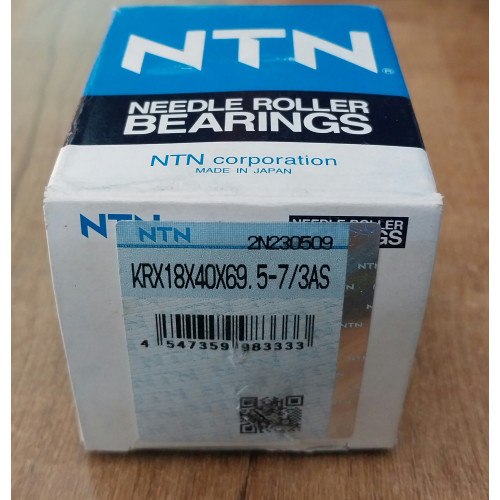 NTN®
NEEDLE ROLLER
BEARINGS
NTN corporation
MADE IN JAPAN
NTN
NEEDLE ROLLER
GS
NTN
2N230509
KRX18X40X69.5-7/3AS
4 547359 983333